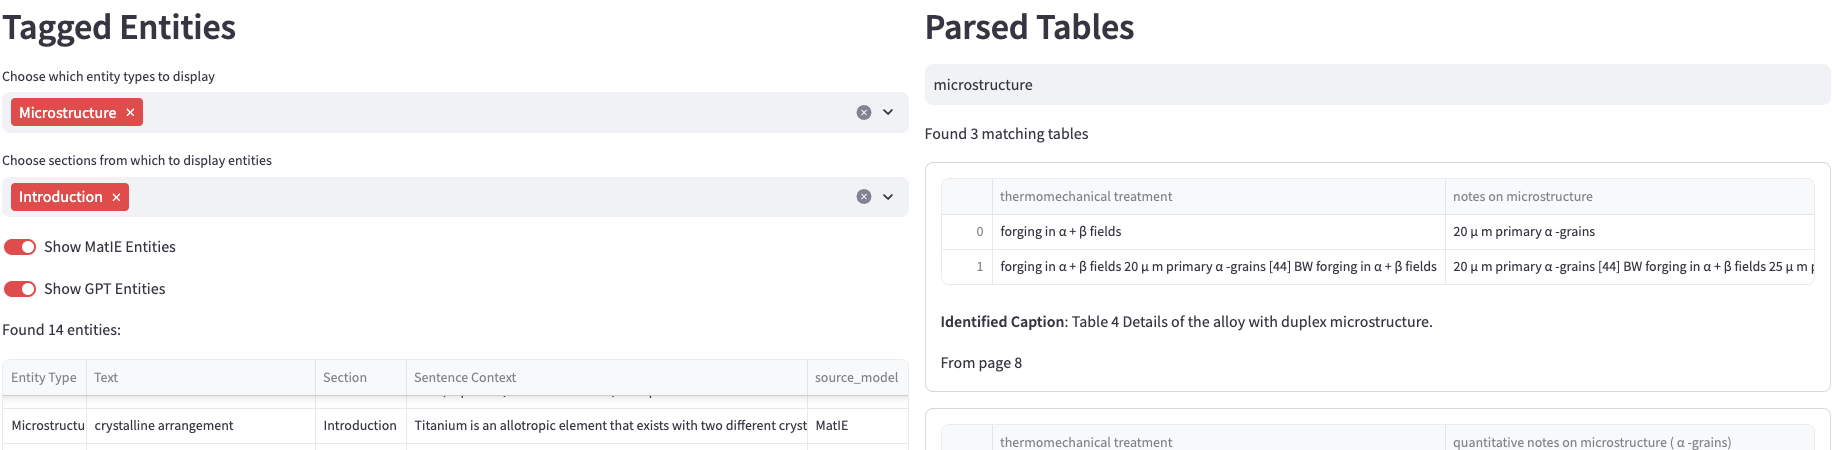 Tagged Entities
Choose which entity types to display
Microstructure ×
Choose sections from which to display entities
Introduction ×
Show MatIE Entities
Show GPT Entities
Found 14 entities:
Entity Type Text Section Sentence Context source_model
Microstructu crystalline arrangement Introduction Titanium is an allotropic element that exists with two different cryst MatIE
Parsed Tables
microstructure
Found 3 matching tables
thermomechanical treatment notes on microstructure
0 forging in α + β fields 20 μ m primary α -grains
1 forging in α + β fields 20 μ m primary α -grains [44] BW forging in α + β fields 20 μ m primary α -grains [44] BW forging in α + β fields 25 μ m p
Identified Caption: Table 4 Details of the alloy with duplex microstructure.
From page 8
thermomechanical treatment quantitative notes on microstructure ( α -grains)